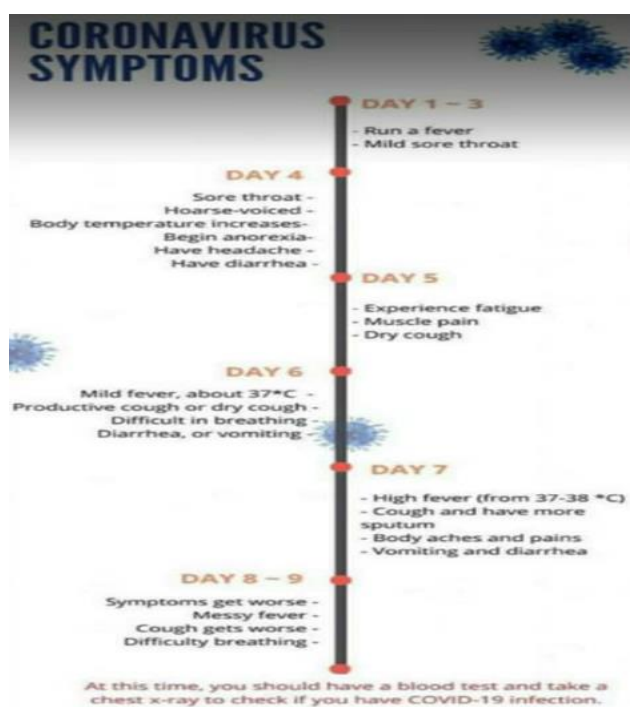 CORONAVIRUS
SYMPTOMS
DAY 1 – 3
- Run a fever
- Mild sore throat
DAY 4
Sore throat -
Hoarse-voiced -
Body temperature increases-
Begin anorexia-
Have headache -
Have diarrhea -
DAY 5
- Experience fatigue
- Muscle pain
- Dry cough
DAY 6
Mild fever, about 37*C -
Productive cough or dry cough -
Difficult in breathing -
Diarrhea, or vomiting -
DAY 7
- High fever (from 37-38 *C)
- Cough and have more
sputum
- Body aches and pains
- Vomiting and diarrhea
DAY 8 – 9
Symptoms get worse -
Messy fever -
Cough gets worse -
Difficulty breathing -
At this time, you should have a blood test and take a
chest x-ray to check if you have COVID-19 infection.